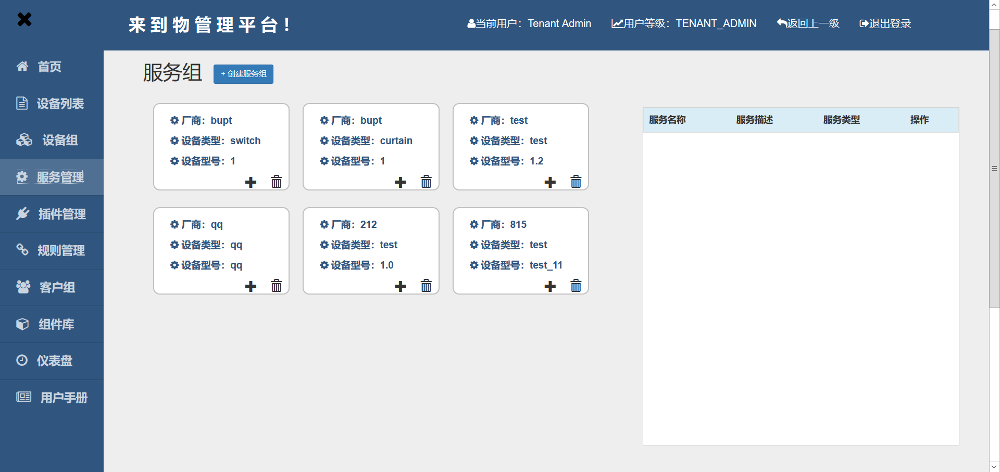 来到物管理平台！
当前用户：Tenant Admin
用户等级：TENANT_ADMIN
返回上一级
退出登录
首页
设备列表
设备组
服务管理
插件管理
规则管理
客户组
组件库
仪表盘
用户手册
服务组
+ 创建服务组
厂商：bupt
设备类型：switch
设备型号：1
厂商：bupt
设备类型：curtain
设备型号：1
厂商：test
设备类型：test
设备型号：1.2
厂商：qq
设备类型：qq
设备型号：qq
厂商：212
设备类型：test
设备型号：1.0
厂商：815
设备类型：test
设备型号：test_11
服务名称 服务描述 服务类型 操作